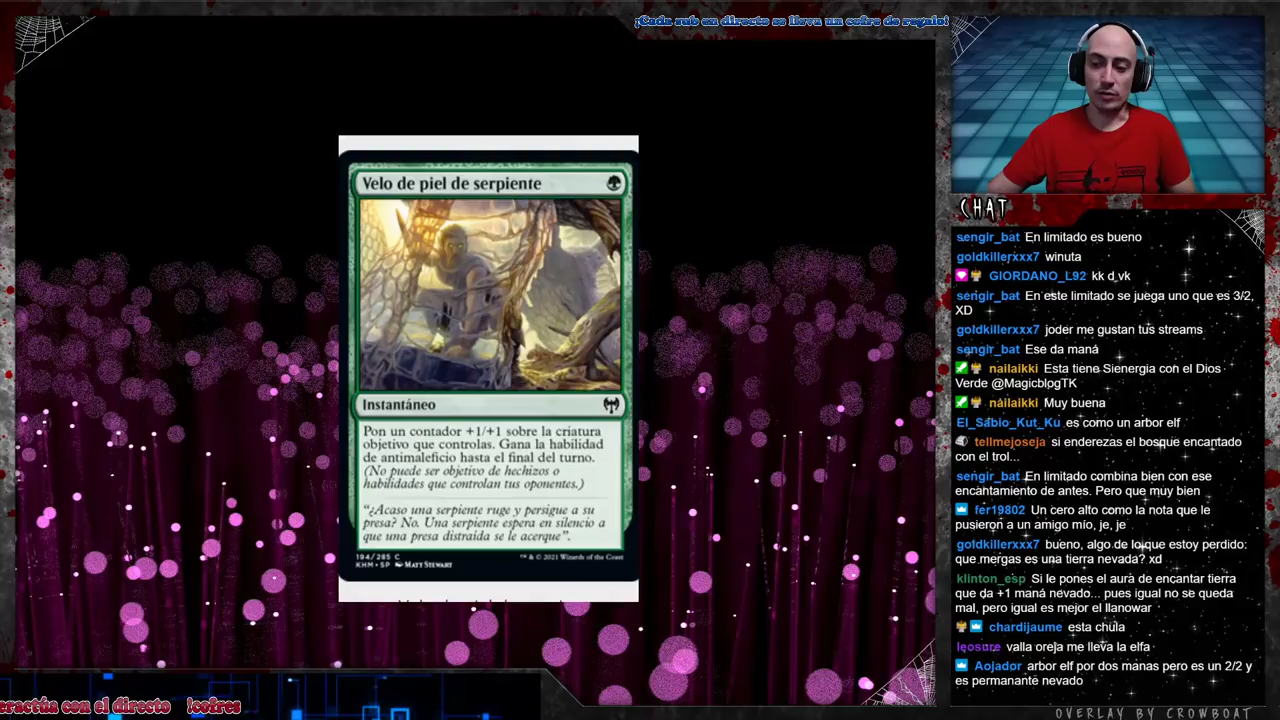 ¡Cada sub en directo se lleva un cofre de regalo!
Velo de piel de serpiente
Instantáneo
Pon un contador +1/+1 sobre la criatura
objetivo que controlas. Gana la habilidad
de antimaleficio hasta el final del turno.
(No puede ser objetivo de hechizos o
habilidades que controlan tus oponentes.)
“¿Acaso una serpiente ruge y persigue a su
presa? No. Una serpiente espera en silencio a
que una presa distraída se le acerque”.
194/285 C
KHM • SP MATT STEWART
™ & © 2021 Wizards of the Coast
CHAT
sengir_bat En limitado es bueno
goldkillerxxx7 winuta
GIORDANO_L92 kk d vk
sengir_bat En este limitado se juega uno que es 3/2,
XD
goldkillerxxx7 joder me gustan tus streams
sengir_bat Ese da maná
nailaikki Esta tiene Sienergia con el Dios
Verde @MagicblogTK
nailaikki Muy buena
El_Sabio_Kut_Ku es como un arbor elf
tellmejoseja si enderezas el bosque encantado
con el trol...
sengir_bat En limitado combina bien con ese
encantamiento de antes. Pero que muy bien
fer19802 Un cero alto como la nota que le
pusieron a un amigo mío, je, je
goldkillerxxx7 bueno, algo de lo que estoy perdido:
que mergas es una tierra nevada? xd
klinton_esp Si le pones el aura de encantar tierra
que da +1 maná nevado... pues igual no se queda
mal, pero igual es mejor el llanowar
chardijaume esta chula
leosure valla oreja me lleva la elfa
Aojador arbor elf por dos manas pero es un 2/2 y
es permanante nevado
eractúa con el directo !cofres
OVERLAY BY CROWBOAT